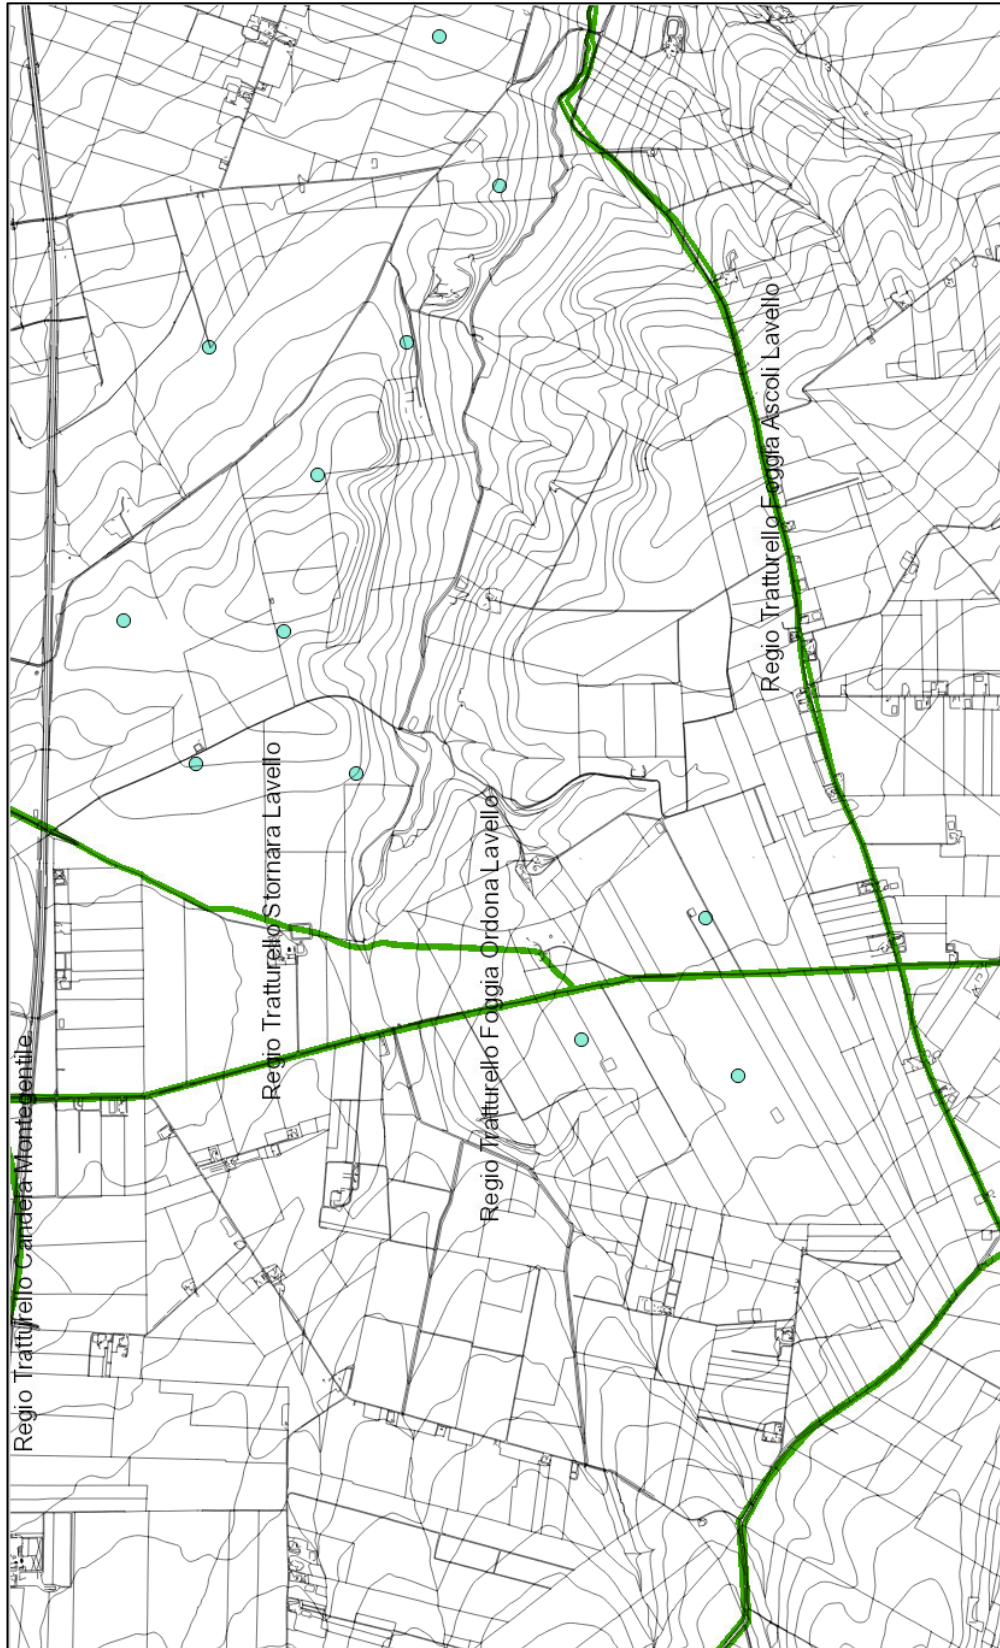 Regio Tratturello Candela Montegentile
Regio Tratturello Stornara Lavello
Regio Tratturello Foggia Ordona Lavello
Regio Tratturello Foggia Ascoli Lavello